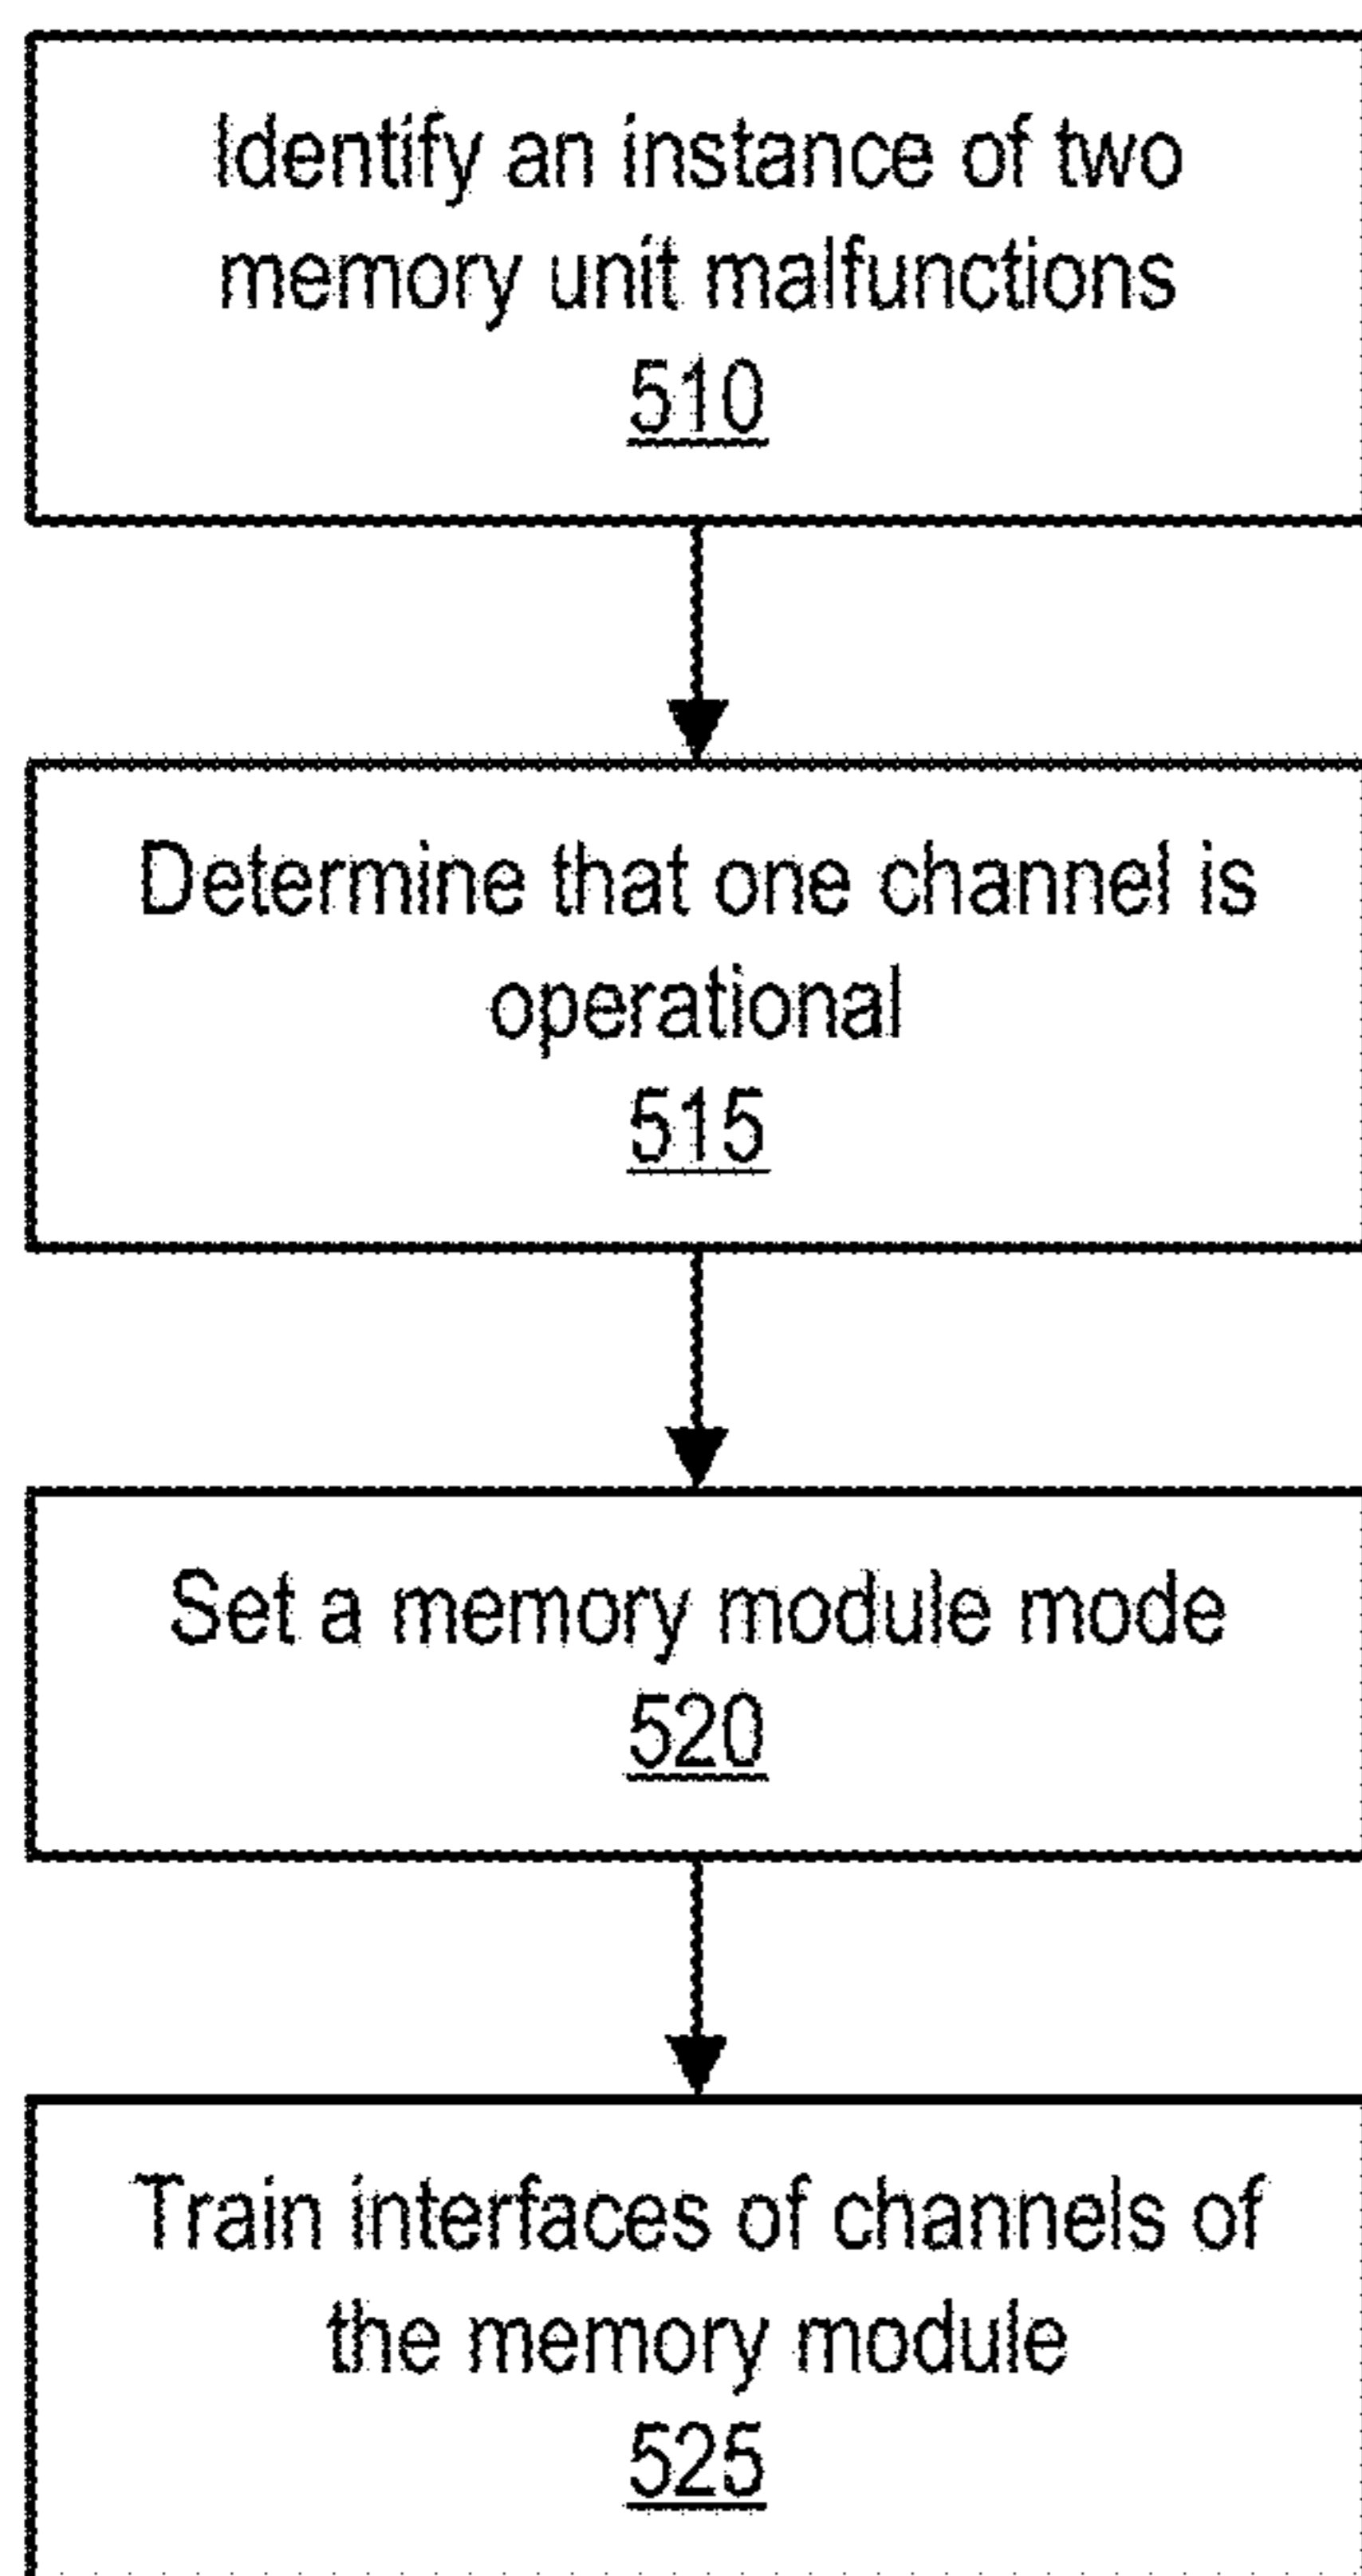 Identify an instance of two
memory unit malfunctions
510
Determine that one channel is
operational
515
Set a memory module mode
520
Train interfaces of channels of
the memory module
525